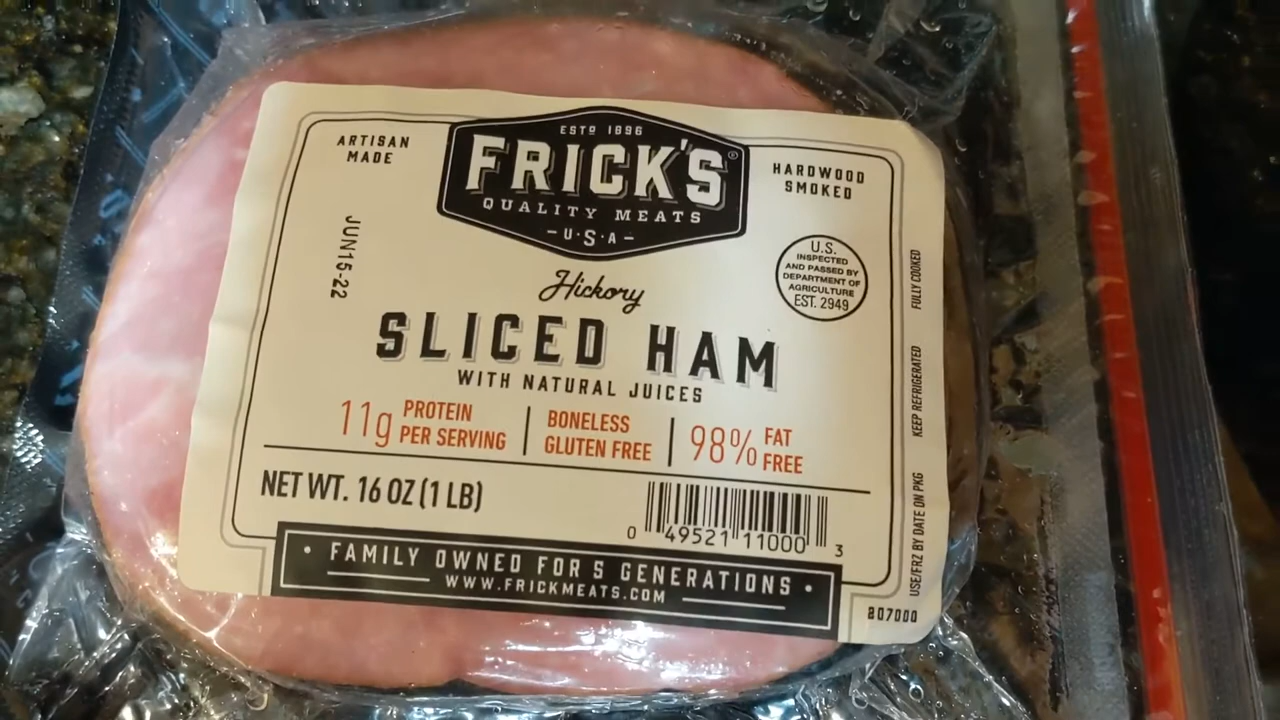 ARTISAN
MADE
ESTD 1896
FRICK'S®
QUALITY MEATS
-U·S·A-
HARDWOOD
SMOKED
JUN15-22
U.S.
INSPECTED
AND PASSED BY
DEPARTMENT OF
AGRICULTURE
EST. 2949
Hickory
SLICED HAM
WITH NATURAL JUICES
11g PROTEIN
PER SERVING
BONELESS
GLUTEN FREE
98% FAT
FREE
NET WT. 16 OZ (1 LB)
0 49521 11000 3
• FAMILY OWNED FOR 5 GENERATIONS •
WWW.FRICKMEATS.COM
USE/FRZ BY DATE ON PKG KEEP REFRIGERATED FULLY COOKED
207000